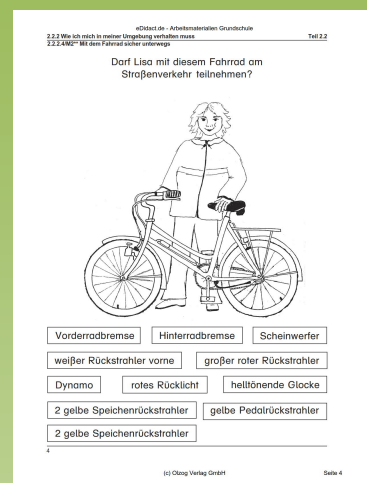 eDidact.de - Arbeitsmaterialien Grundschule
2.2.2 Wie ich mich in meiner Umgebung verhalten muss Teil 2.2
2.2.2.4/M2** Mit dem Fahrrad sicher unterwegs
Darf Lisa mit diesem Fahrrad am
Straßenverkehr teilnehmen?
Vorderradbremse Hinterradbremse Scheinwerfer
weißer Rückstrahler vorne großer roter Rückstrahler
Dynamo rotes Rücklicht helltönende Glocke
2 gelbe Speichenrückstrahler gelbe Pedalrückstrahler
2 gelbe Speichenrückstrahler
4
(c) Olzog Verlag GmbH Seite 4